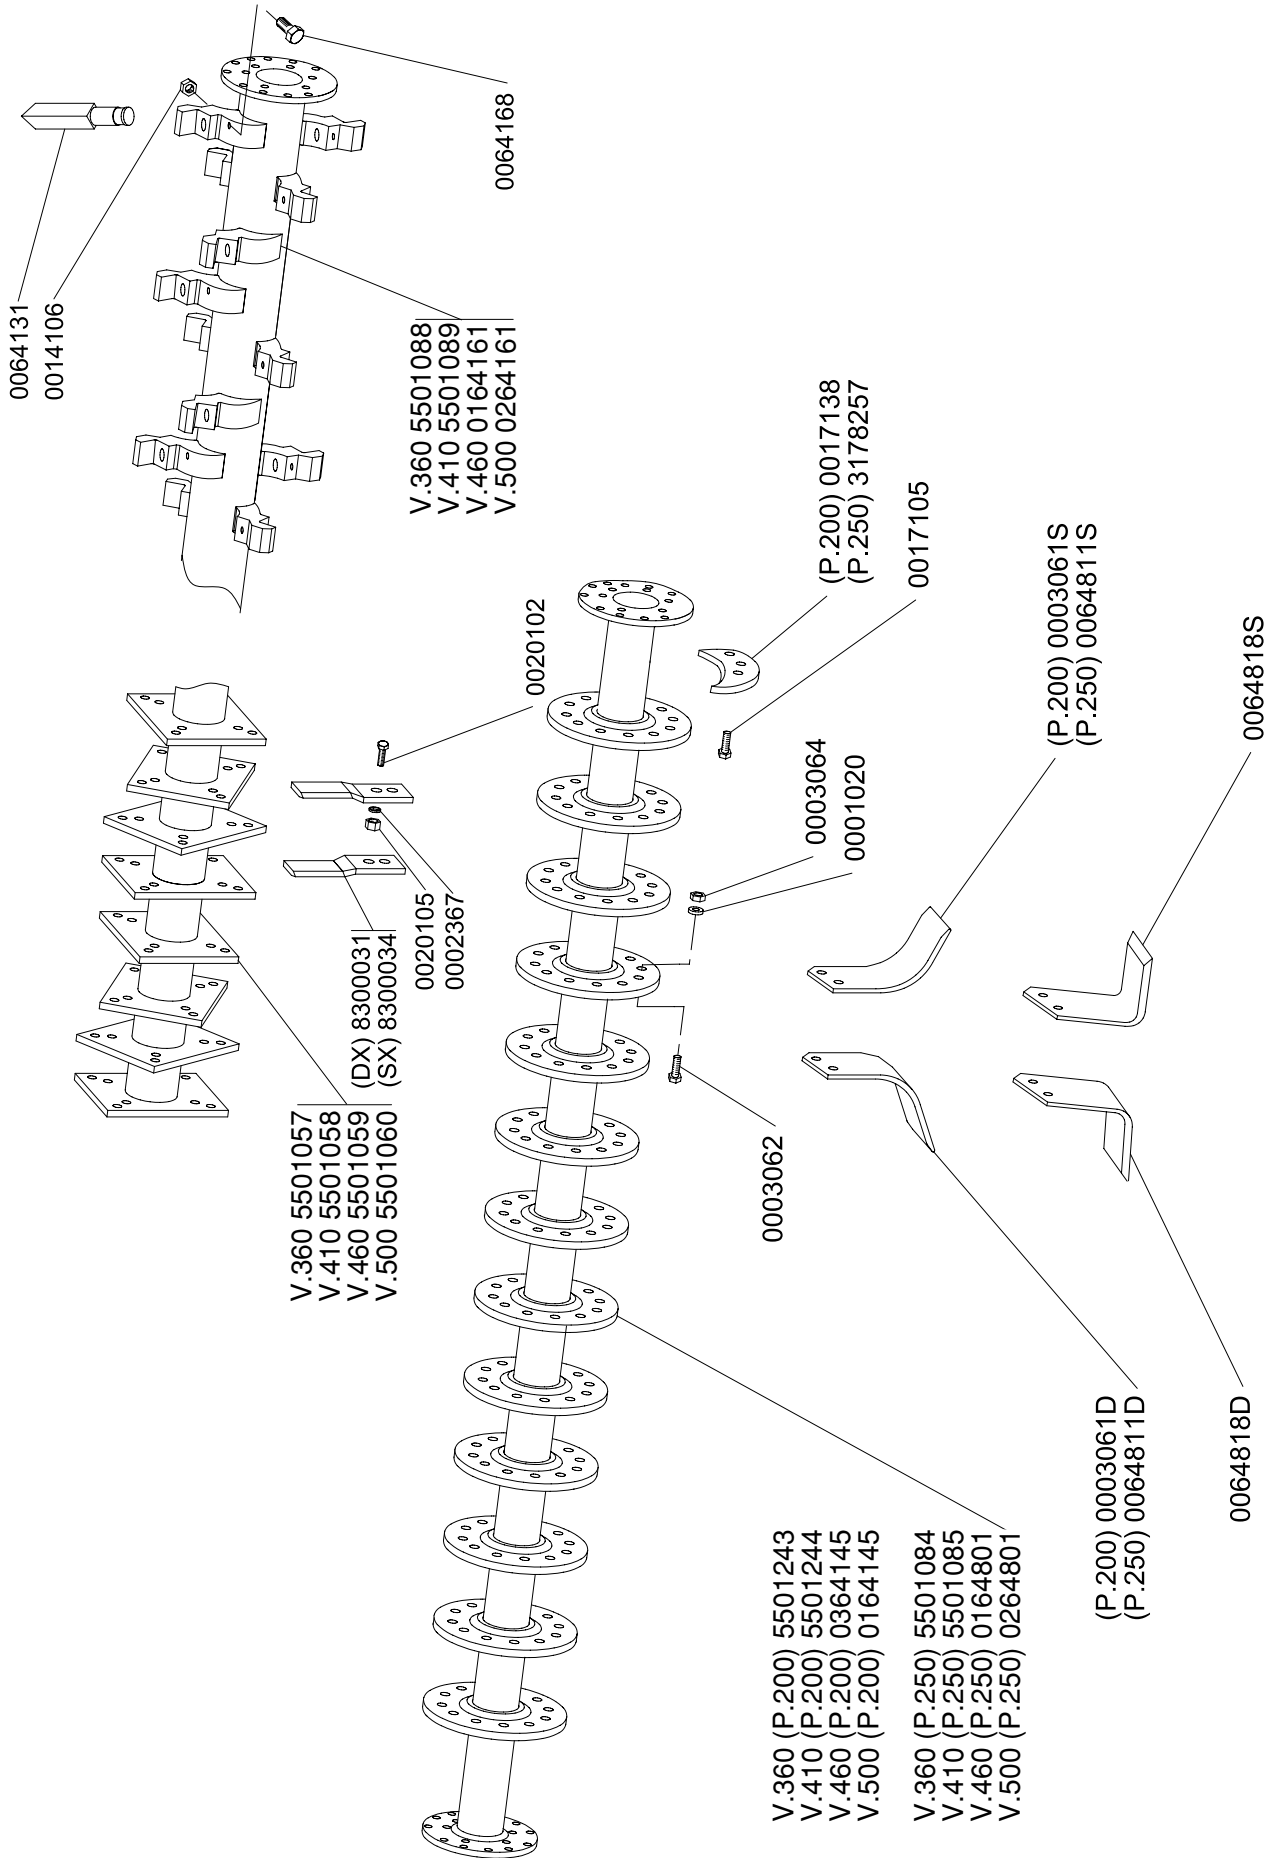 0064131
0014106
0064168
V.360 5501088
V.410 5501089
V.460 0164161
V.500 0264161
0020102
(P.200) 0017138
(P.250) 3178257
0017105
(DX) 8300031
(SX) 8300034
0020105
0002367
V.360 5501057
V.410 5501058
V.460 5501059
V.500 5501060
0003064
0001020
(P.200) 0003061S
(P.250) 0064811S
0064818S
0003062
V.360 (P.200) 5501243
V.410 (P.200) 5501244
V.460 (P.200) 0364145
V.500 (P.200) 0164145
V.360 (P.250) 5501084
V.410 (P.250) 5501085
V.460 (P.250) 0164801
V.500 (P.250) 0264801
(P.200) 0003061D
(P.250) 0064811D
0064818D